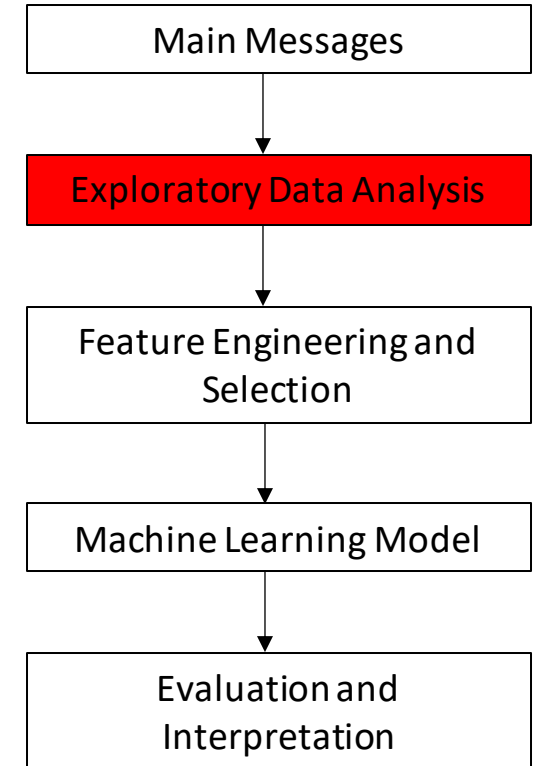 Main Messages
Exploratory Data Analysis
Feature Engineering and
Selection
Machine Learning Model
Evaluation and
Interpretation